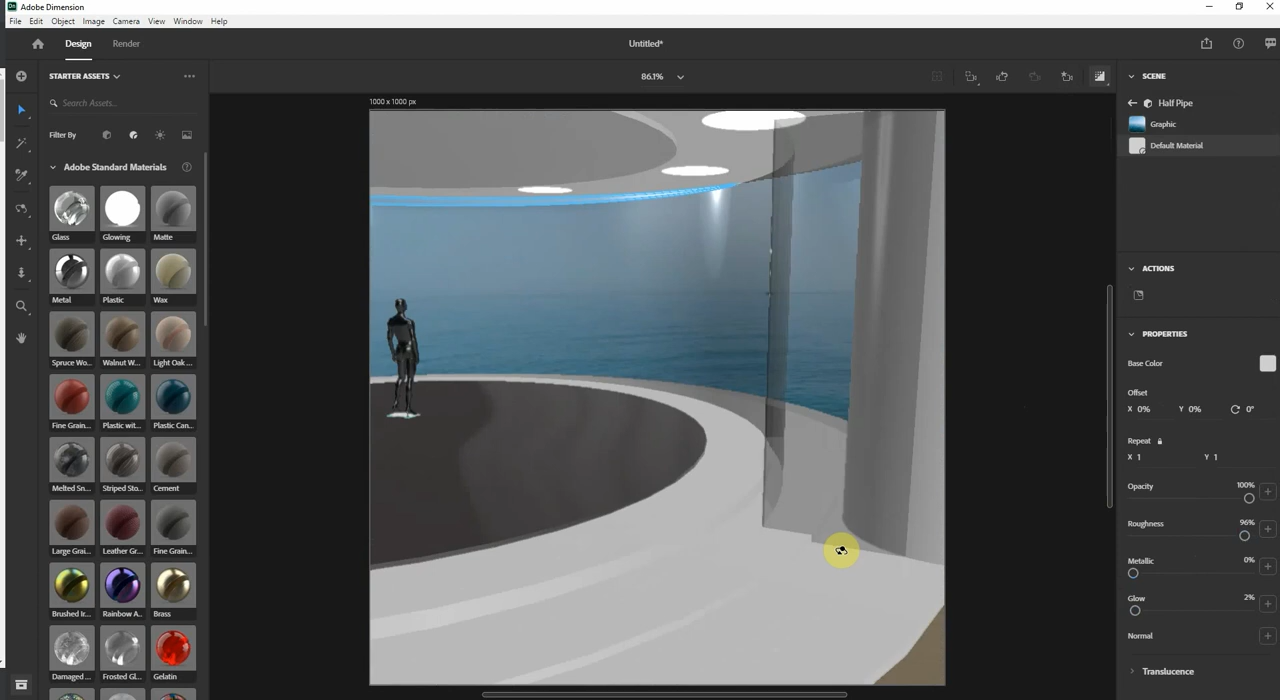 Dn Adobe Dimension
File Edit Object Image Camera View Window Help
Design Render Untitled*
STARTER ASSETS 86.1% SCENE
1000 x 1000 px
Search Assets... Half Pipe
Graphic
Filter By
Default Material
Adobe Standard Materials
Glass Glowing Matte
ACTIONS
Metal Plastic Wax
PROPERTIES
Spruce Wo... Walnut W... Light Oak ...
Base Color
Offset
X 0% Y 0% 0°
Fine Grain... Plastic wit... Plastic Can...
Repeat
X 1 Y 1
Melted Sn... Striped Sto... Cement
Opacity 100%
Roughness 96%
Large Grai... Leather Gr... Fine Grain...
Metallic 0%
Glow 2%
Brushed Ir... Rainbow A... Brass
Normal
Damaged ... Frosted Gl... Gelatin
Translucence